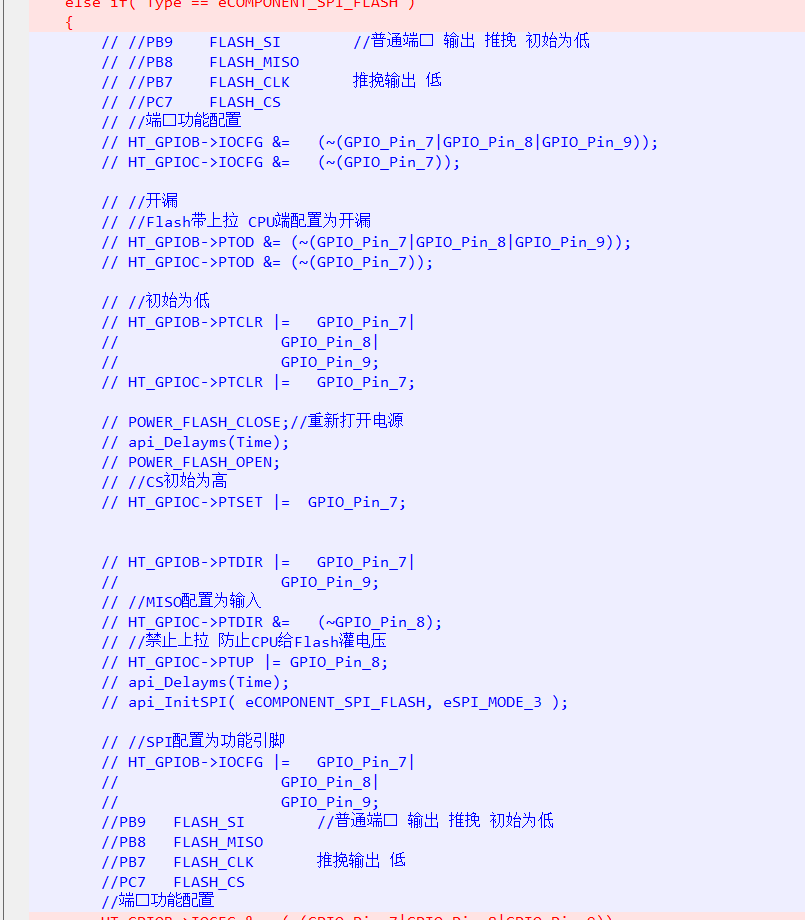 else if( Type == eCOMPONENT_SPI_FLASH )
{
// //PB9    FLASH_SI        //普通端口 输出 推挽 初始为低
// //PB8    FLASH_MISO
// //PB7    FLASH_CLK       推挽输出 低
// //PC7    FLASH_CS
// //端口功能配置
// HT_GPIOB->IOCFG &=   (~(GPIO_Pin_7|GPIO_Pin_8|GPIO_Pin_9));
// HT_GPIOC->IOCFG &=   (~(GPIO_Pin_7));
// //开漏
// //Flash带上拉 CPU端配置为开漏
// HT_GPIOB->PTOD &= (~(GPIO_Pin_7|GPIO_Pin_8|GPIO_Pin_9));
// HT_GPIOC->PTOD &= (~(GPIO_Pin_7));
// //初始为低
// HT_GPIOB->PTCLR |=   GPIO_Pin_7|
//                  GPIO_Pin_8|
//                  GPIO_Pin_9;
// HT_GPIOC->PTCLR |=   GPIO_Pin_7;
// POWER_FLASH_CLOSE;//重新打开电源
// api_Delayms(Time);
// POWER_FLASH_OPEN;
// //CS初始为高
// HT_GPIOC->PTSET |=  GPIO_Pin_7;
// HT_GPIOB->PTDIR |=   GPIO_Pin_7|
//                  GPIO_Pin_9;
// //MISO配置为输入
// HT_GPIOC->PTDIR &=   (~GPIO_Pin_8);
// //禁止上拉 防止CPU给Flash灌电压
// HT_GPIOC->PTUP |= GPIO_Pin_8;
// api_Delayms(Time);
// api_InitSPI( eCOMPONENT_SPI_FLASH, eSPI_MODE_3 );
// //SPI配置为功能引脚
// HT_GPIOB->IOCFG |=   GPIO_Pin_7|
//                  GPIO_Pin_8|
//                  GPIO_Pin_9;
//PB9   FLASH_SI        //普通端口 输出 推挽 初始为低
//PB8   FLASH_MISO
//PB7   FLASH_CLK       推挽输出 低
//PC7   FLASH_CS
//端口功能配置
HT_GPIOB->IOCFG &= (~(GPIO_Pin_7|GPIO_Pin_8|GPIO_Pin_9))